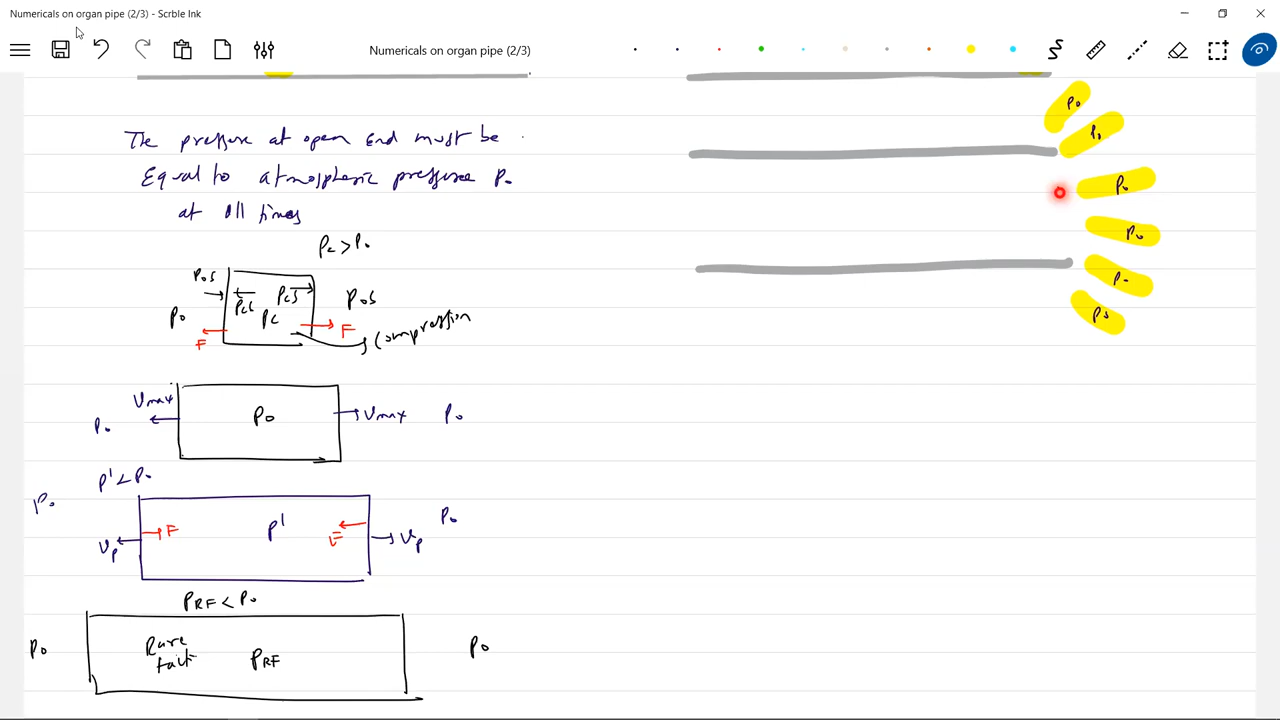 Numericals on organ pipe (2/3) - Scrble Ink
Numericals on organ pipe (2/3)
The pressure at open End must be
Equal to atmospheric pressure P0
at all times
Pc > P0
P0S
PcS PcS
P0 Pc P0S
F F
Compression
Vmax Vmax
P0 P0 P0
P' < P0
P0
F P' F P0
Vp Vp
PRF < P0
P0 Rare PRF P0
fact
P0
P0
P0
P0
P0
P0